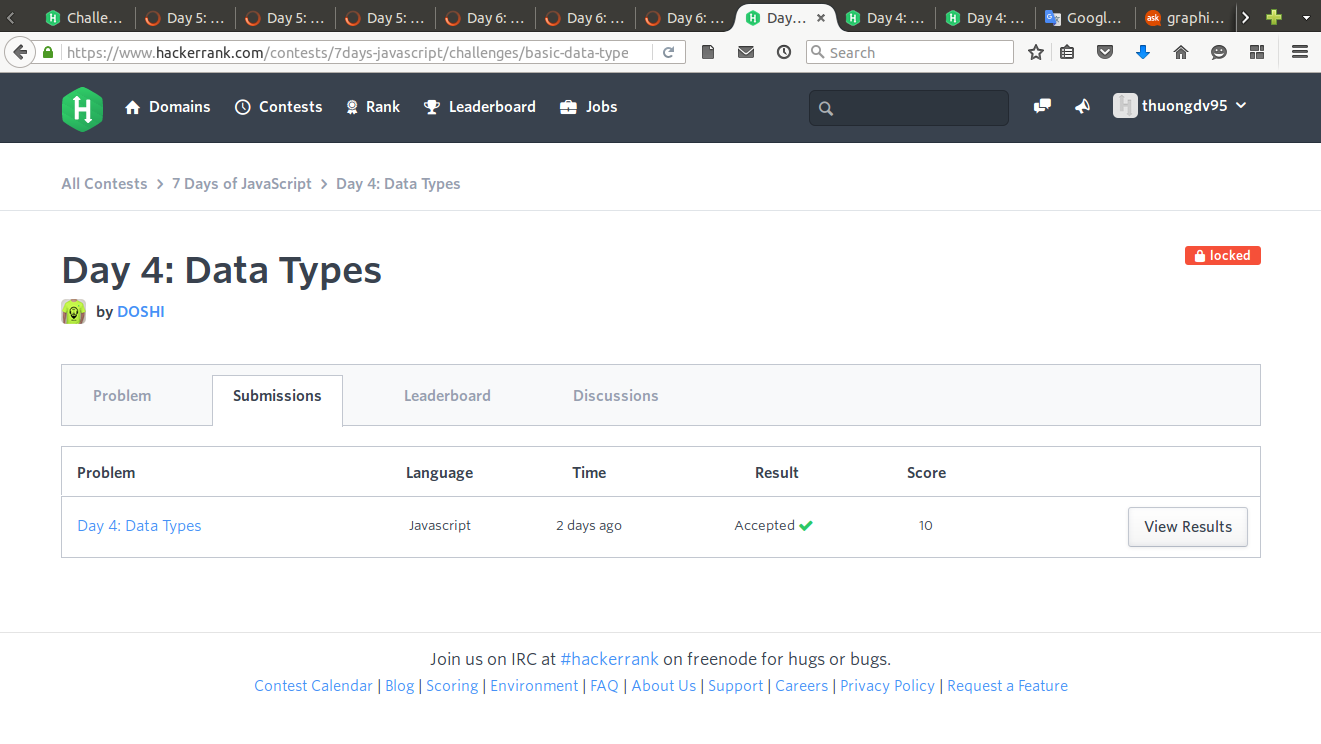 Challe... Day 5: ... Day 5: ... Day 5: ... Day 6: ... Day 6: ... Day 6: ... Day... × Day 4: ... Day 4: ... Googl... ask graphi...
https://www.hackerrank.com/contests/7days-javascript/challenges/basic-data-type Search
H Domains Contests Rank Leaderboard Jobs H thuongdv95
All Contests > 7 Days of JavaScript > Day 4: Data Types
Day 4: Data Types locked
by DOSHI
Problem Submissions Leaderboard Discussions
Problem Language Time Result Score
Day 4: Data Types Javascript 2 days ago Accepted 10 View Results
Join us on IRC at #hackerrank on freenode for hugs or bugs.
Contest Calendar | Blog | Scoring | Environment | FAQ | About Us | Support | Careers | Privacy Policy | Request a Feature